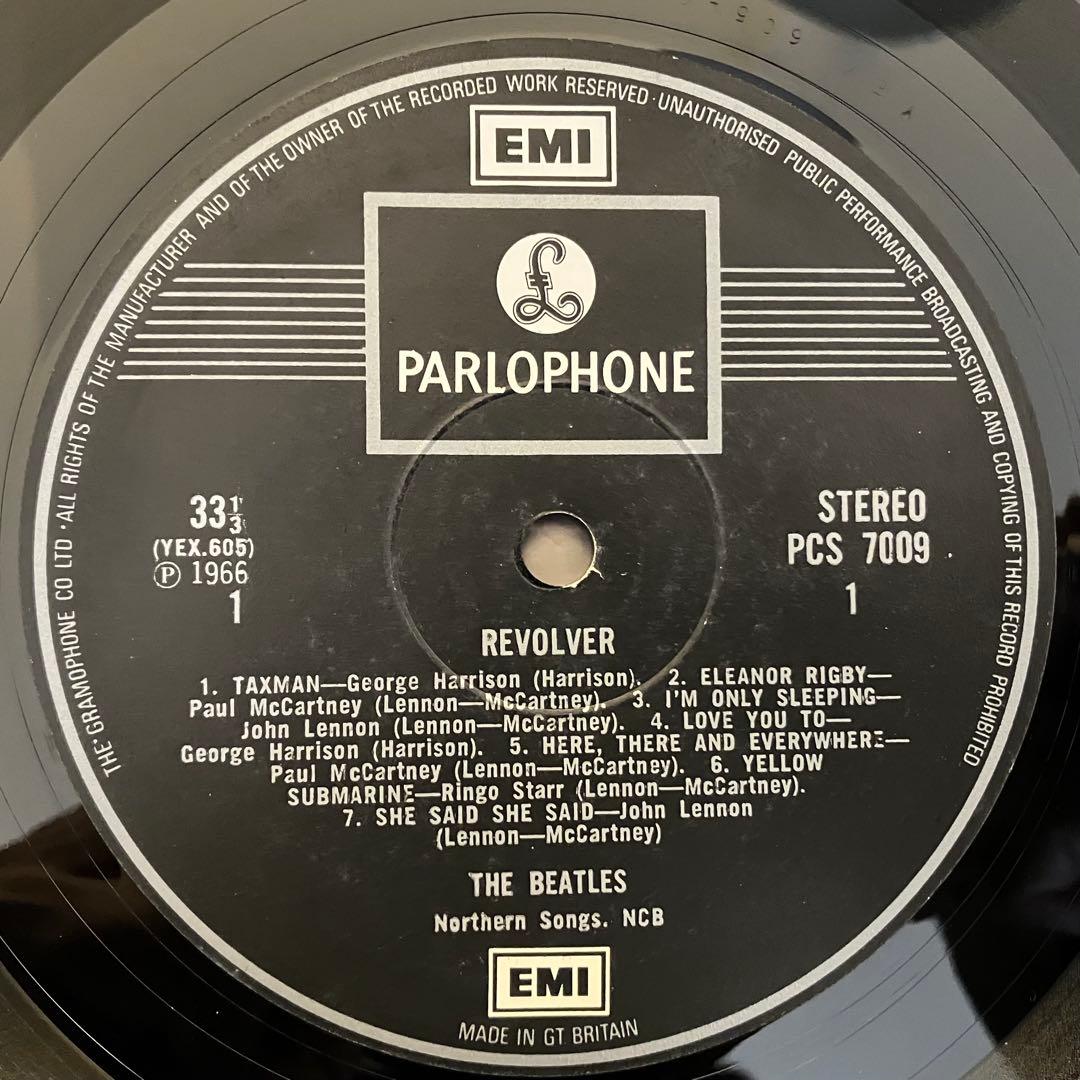 THE GRAMOPHONE CO LTD · ALL RIGHTS OF THE MANUFACTURER AND OF THE OWNER OF THE RECORDED WORK RESERVED · UNAUTHORISED PUBLIC PERFORMANCE BROADCASTING AND COPYING OF THIS RECORD PROHIBITED
EMI
£
PARLOPHONE
33⅓
(YEX.605)
Ⓟ 1966
1
STEREO
PCS 7009
1
REVOLVER
1. TAXMAN—George Harrison (Harrison). 2. ELEANOR RIGBY—
Paul McCartney (Lennon—McCartney). 3. I'M ONLY SLEEPING—
John Lennon (Lennon—McCartney). 4. LOVE YOU TO—
George Harrison (Harrison). 5. HERE, THERE AND EVERYWHERE—
Paul McCartney (Lennon—McCartney). 6. YELLOW
SUBMARINE—Ringo Starr (Lennon—McCartney).
7. SHE SAID SHE SAID—John Lennon
(Lennon—McCartney)
THE BEATLES
Northern Songs. NCB
EMI
MADE IN GT BRITAIN